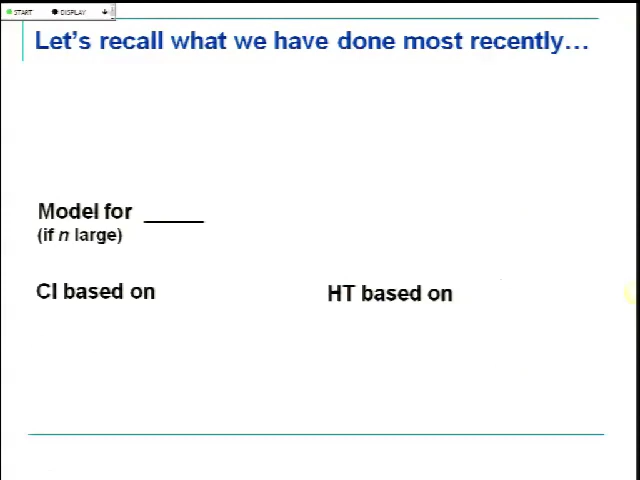 START DISPLAY
Let's recall what we have done most recently…
Model for _____
(if n large)
CI based on
HT based on